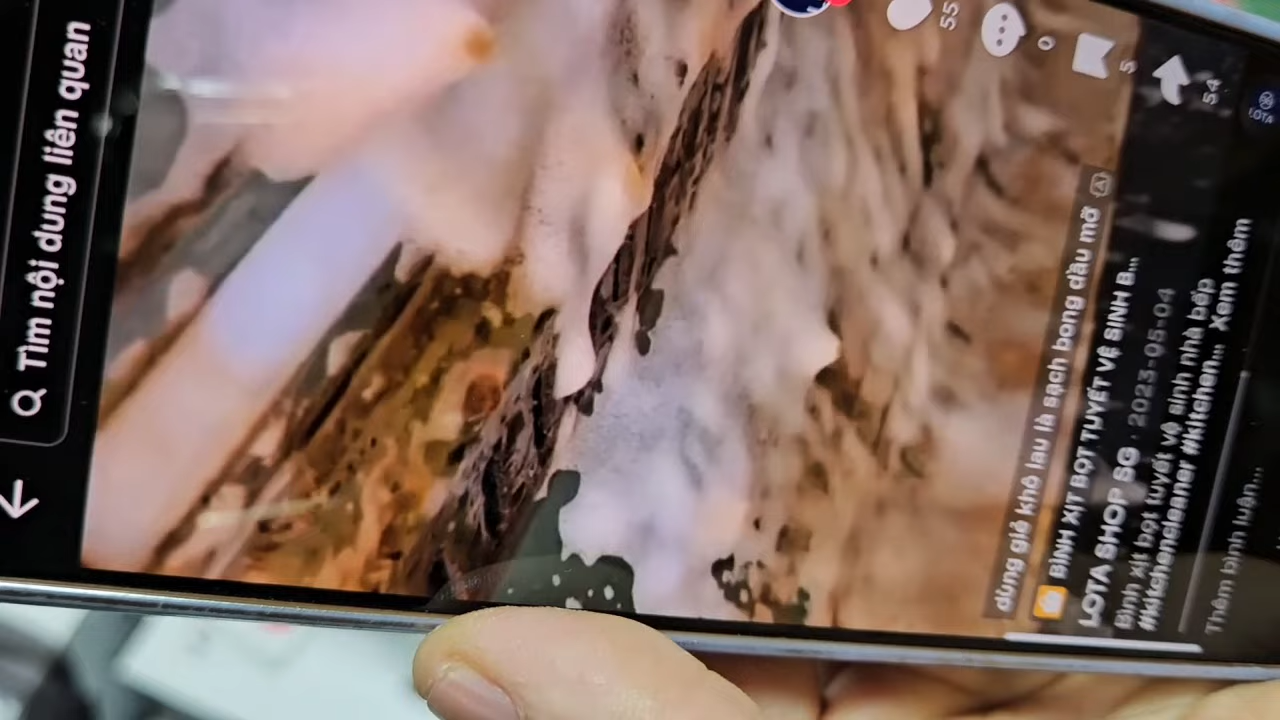 Tìm nội dung liên quan
55
0
5
54
LOTA
dùng giẻ khô lau là sạch bong dầu mỡ
BÌNH XỊT BỌT TUYẾT VỆ SINH B...
LOTA SHOP SG · 2023-05-04
Bình xịt bọt tuyết vệ sinh nhà bếp
#kitchencleaner #kitchen... Xem thêm
Thêm bình luận...